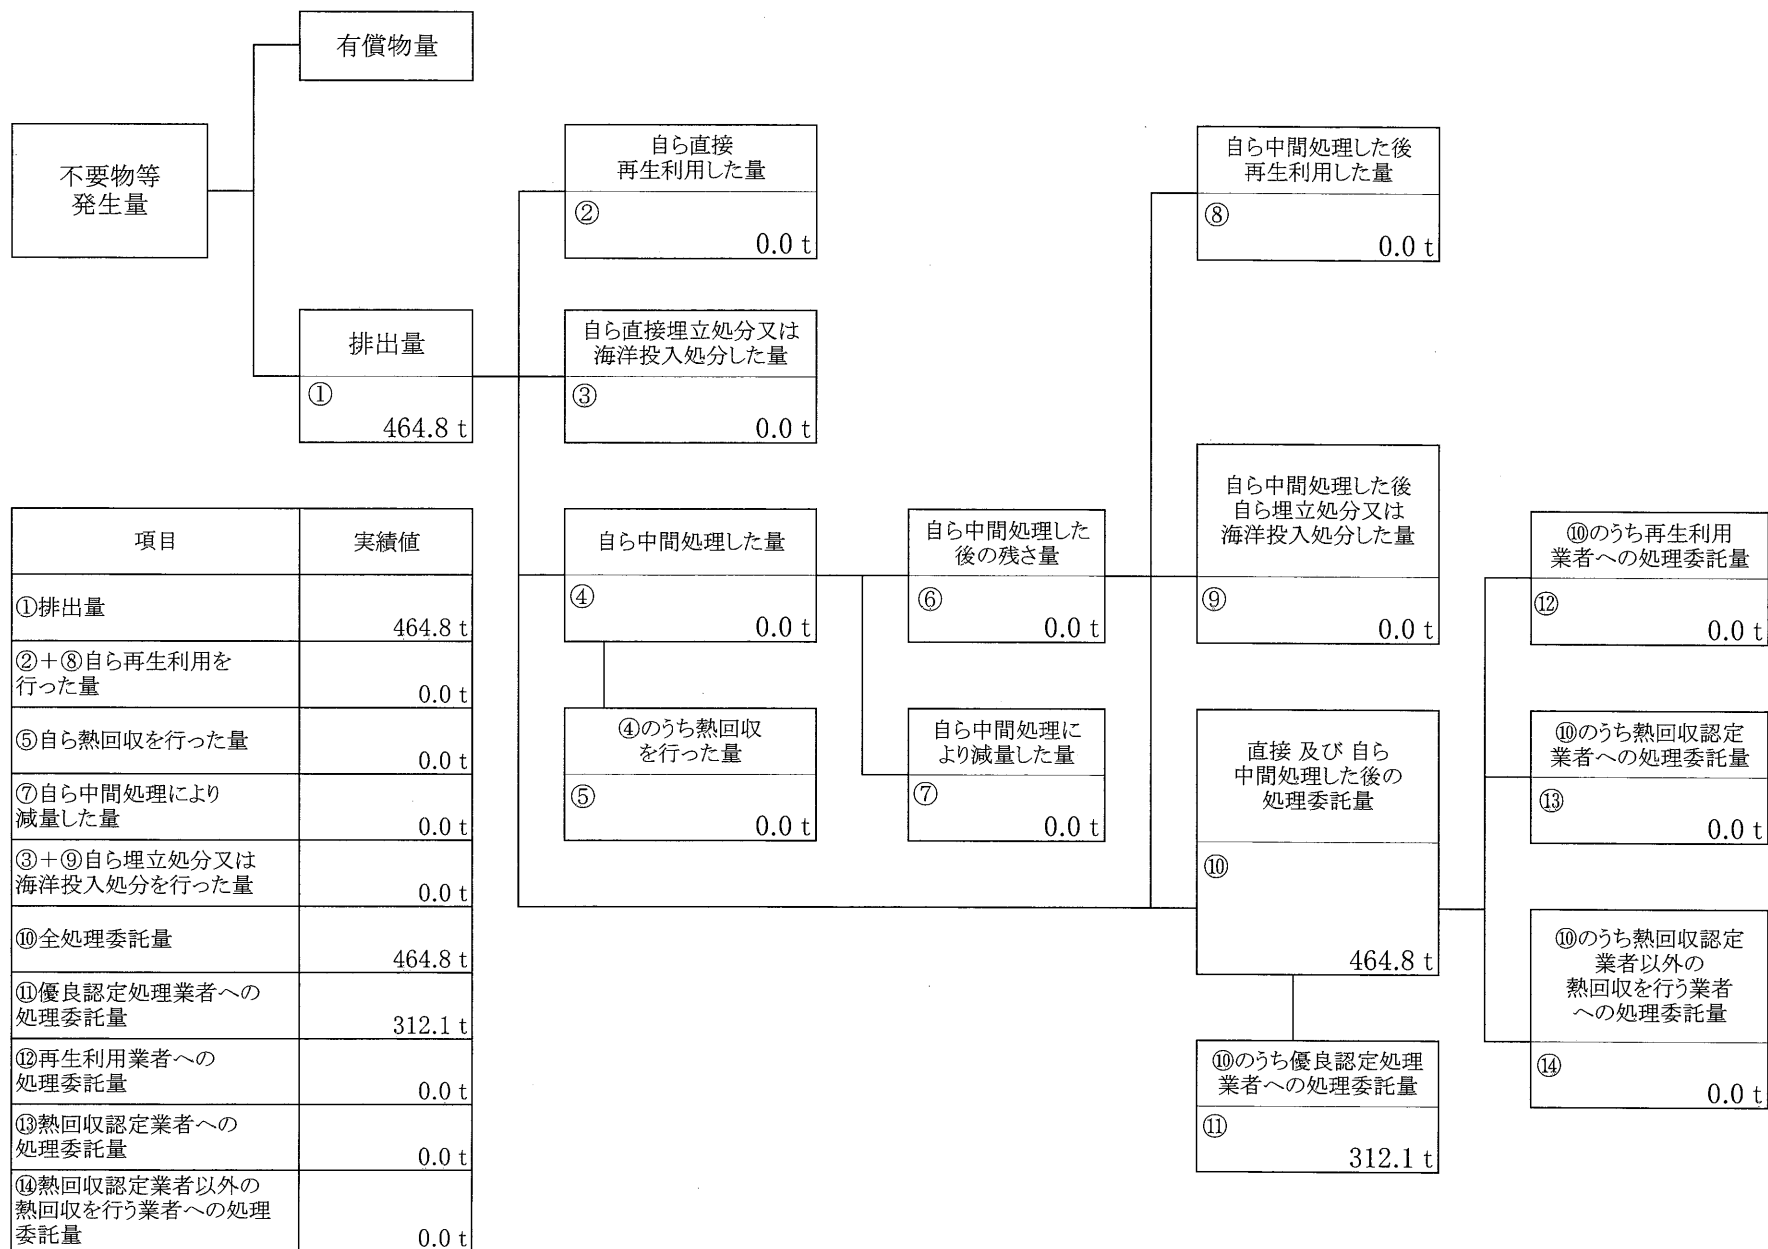 有償物量
不要物等
発生量
排出量
①
464.8 t
自ら直接
再生利用した量
②
0.0 t
自ら直接埋立処分又は
海洋投入処分した量
③
0.0 t
自ら中間処理した量
④
0.0 t
④のうち熱回収
を行った量
⑤
0.0 t
自ら中間処理した
後の残さ量
⑥
0.0 t
自ら中間処理に
より減量した量
⑦
0.0 t
自ら中間処理した後
再生利用した量
⑧
0.0 t
自ら中間処理した後
自ら埋立処分又は
海洋投入処分した量
⑨
0.0 t
直接 及び 自ら
中間処理した後の
処理委託量
⑩
464.8 t
⑩のうち優良認定処理
業者への処理委託量
⑪
312.1 t
⑩のうち再生利用
業者への処理委託量
⑫
0.0 t
⑩のうち熱回収認定
業者への処理委託量
⑬
0.0 t
⑩のうち熱回収認定
業者以外の
熱回収を行う業者
への処理委託量
⑭
0.0 t
項目 実績値
①排出量
464.8 t
②+⑧自ら再生利用を
行った量
0.0 t
⑤自ら熱回収を行った量
0.0 t
⑦自ら中間処理により
減量した量
0.0 t
③+⑨自ら埋立処分又は
海洋投入処分を行った量
0.0 t
⑩全処理委託量
464.8 t
⑪優良認定処理業者への
処理委託量
312.1 t
⑫再生利用業者への
処理委託量
0.0 t
⑬熱回収認定業者への
処理委託量
0.0 t
⑭熱回収認定業者以外の
熱回収を行う業者への処理
委託量
0.0 t